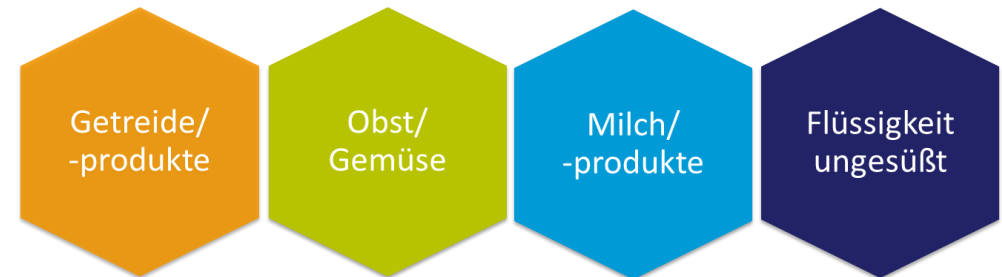 Getreide/
-produkte
Obst/
Gemüse
Milch/
-produkte
Flüssigkeit
ungesüßt